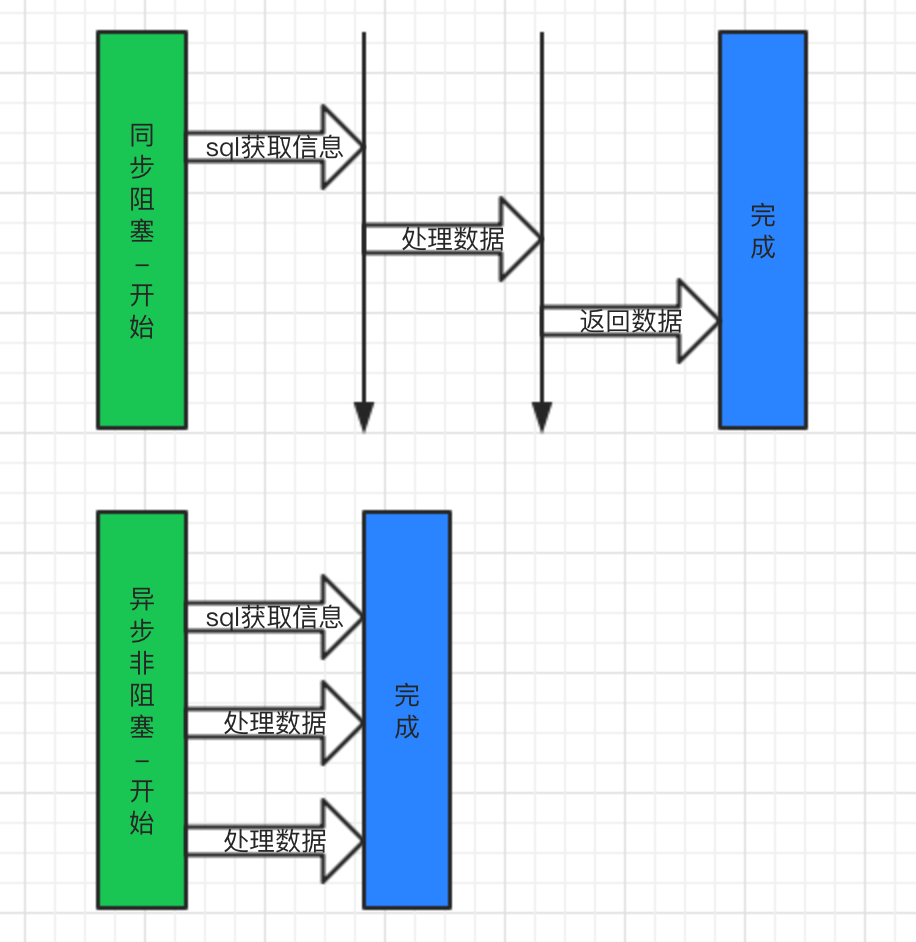 同步阻塞-开始
sql获取信息
处理数据
返回数据
完成
异步非阻塞-开始
sql获取信息
处理数据
处理数据
完成